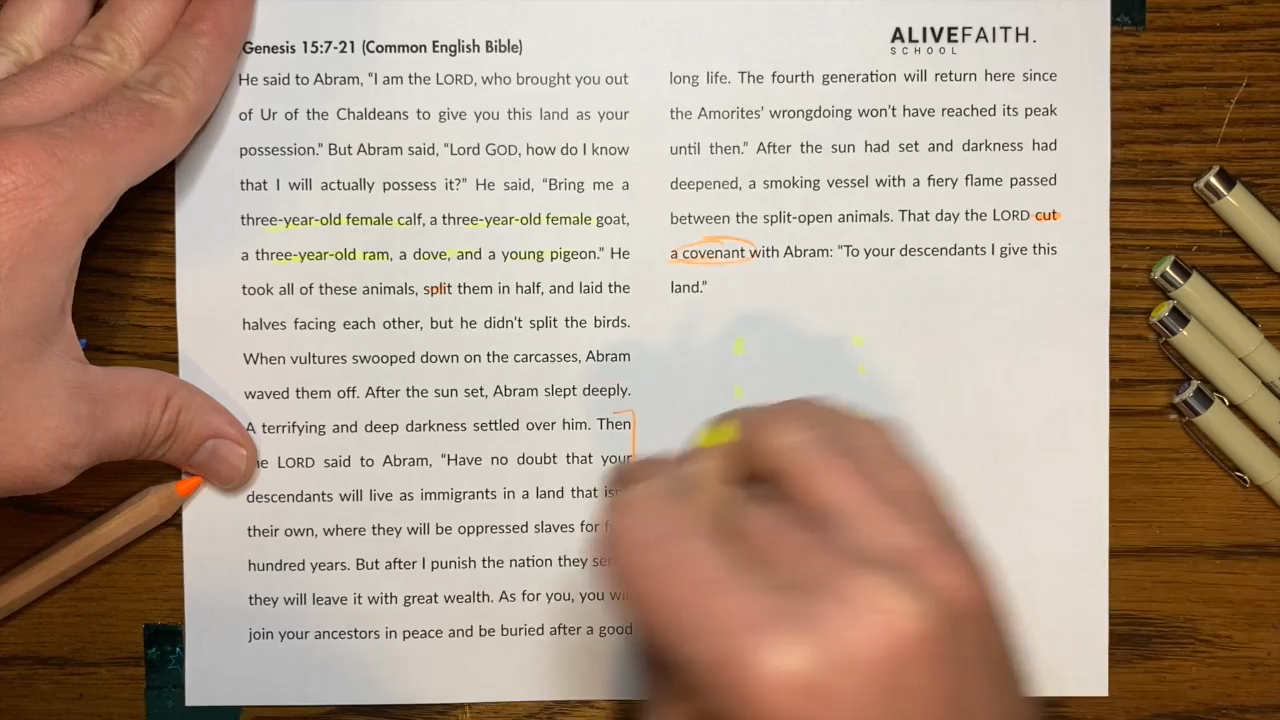 Genesis 15:7-21 (Common English Bible)
He said to Abram, “I am the LORD, who brought you out
of Ur of the Chaldeans to give you this land as your
possession.” But Abram said, “Lord GOD, how do I know
that I will actually possess it?” He said, “Bring me a
three-year-old female calf, a three-year-old female goat,
a three-year-old ram, a dove, and a young pigeon.” He
took all of these animals, split them in half, and laid the
halves facing each other, but he didn’t split the birds.
When vultures swooped down on the carcasses, Abram
waved them off. After the sun set, Abram slept deeply.
A terrifying and deep darkness settled over him. Then
LORD said to Abram, “Have no doubt that your
descendants will live as immigrants in a land that
their own, where they will be oppressed slaves for
hundred years. But after I punish the nation they
they will leave it with great wealth. As for you, you
join your ancestors in peace and be buried after a good
ALIVEFAITH.
SCHOOL
long life. The fourth generation will return here since
the Amorites’ wrongdoing won’t have reached its peak
until then.” After the sun had set and darkness had
deepened, a smoking vessel with a fiery flame passed
between the split-open animals. That day the LORD cut
a covenant with Abram: “To your descendants I give this
land.”